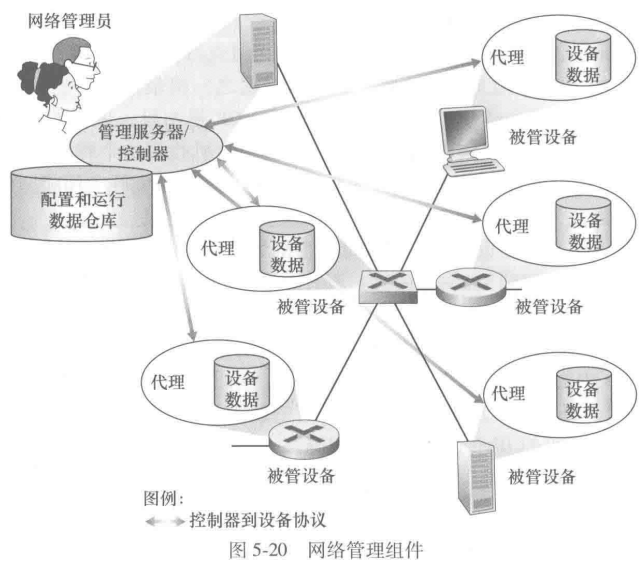 网络管理员
代理
设备
数据
被管设备
管理服务器/
控制器
配置和运行
数据仓库
代理
设备
数据
被管设备
代理
设备
数据
被管设备
代理
设备
数据
被管设备
代理
设备
数据
被管设备
图例:
控制器到设备协议
图 5-20 网络管理组件